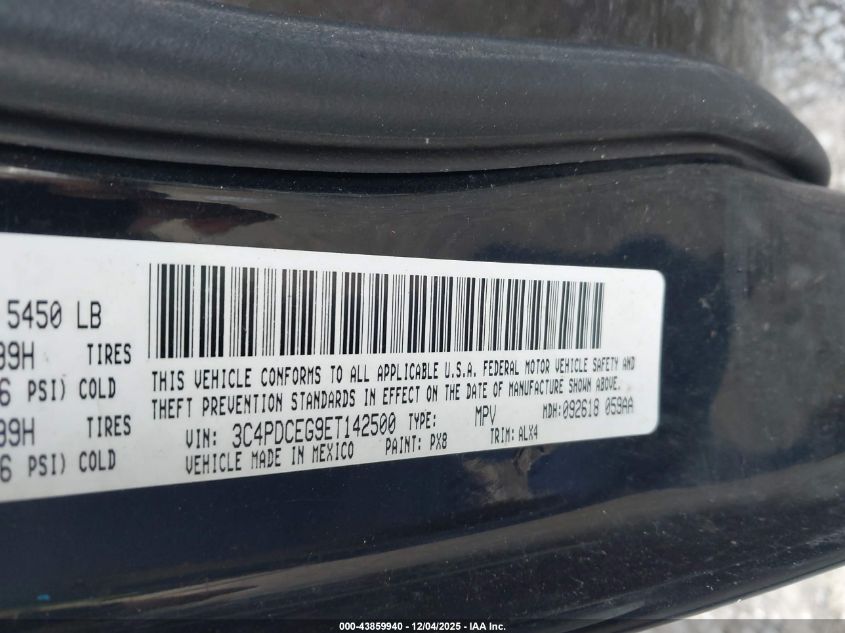 5450 LB
99H TIRES
6 PSI) COLD
99H TIRES
6 PSI) COLD
THIS VEHICLE CONFORMS TO ALL APPLICABLE U.S.A. FEDERAL MOTOR VEHICLE SAFETY AND
THEFT PREVENTION STANDARDS IN EFFECT ON THE DATE OF MANUFACTURE SHOWN ABOVE.
VIN: 3C4PDCEG9ET142500 TYPE: MPV MDH:092618 059AA
VEHICLE MADE IN MEXICO PAINT: PX8 TRIM: ALX4
000-43859940 - 12/04/2025 - IAA Inc.